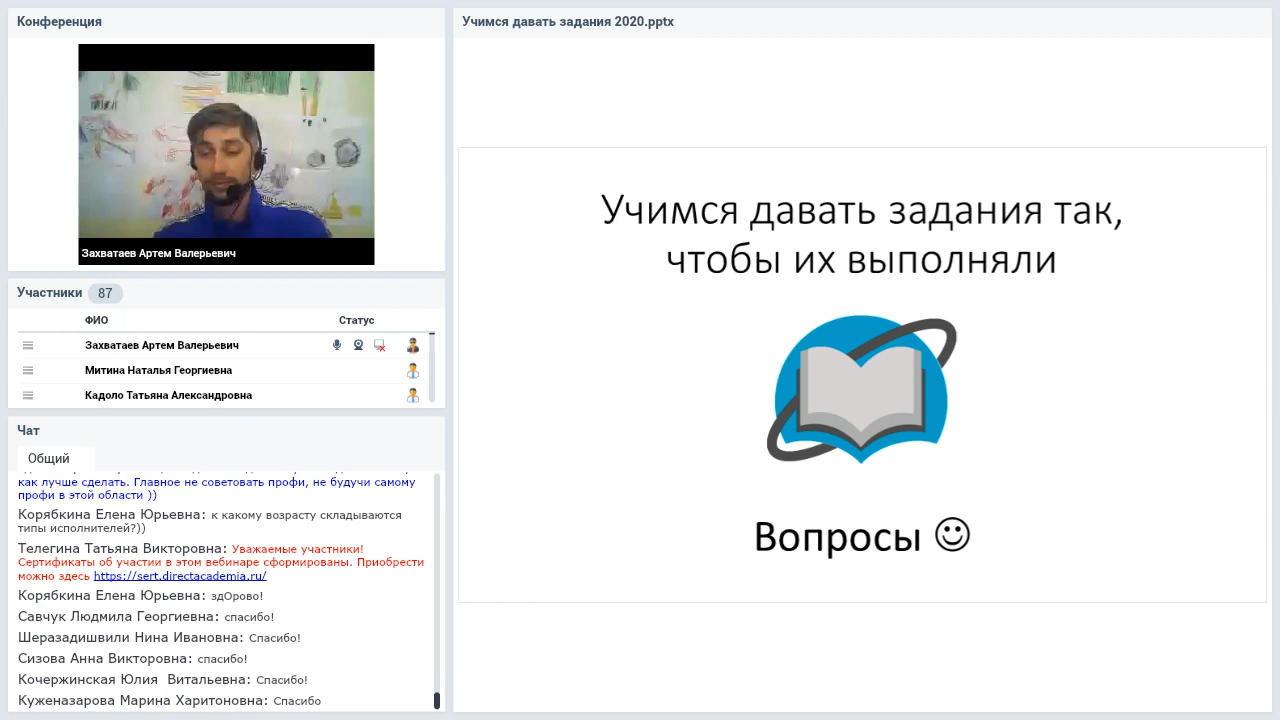 Конференция
Захватаев Артем Валерьевич
Участники 87
ФИО Статус
Захватаев Артем Валерьевич
Митина Наталья Георгиевна
Кадоло Татьяна Александровна
Чат
Общий
как лучше сделать. Главное не советовать профи, не будучи самому
профи в этой области ))
Корябкина Елена Юрьевна: к какому возрасту складываются
типы исполнителей?))
Телегина Татьяна Викторовна: Уважаемые участники!
Сертификаты об участии в этом вебинаре сформированы. Приобрести
можно здесь https://sert.directacademia.ru/
Корябкина Елена Юрьевна: здОрово!
Савчук Людмила Георгиевна: спасибо!
Шеразадишвили Нина Ивановна: Спасибо!
Сизова Анна Викторовна: спасибо!
Кочержинская Юлия Витальевна: Спасибо!
Куженазарова Марина Харитоновна: Спасибо
Учимся давать задания 2020.pptx
Учимся давать задания так,
чтобы их выполняли
Вопросы ☺